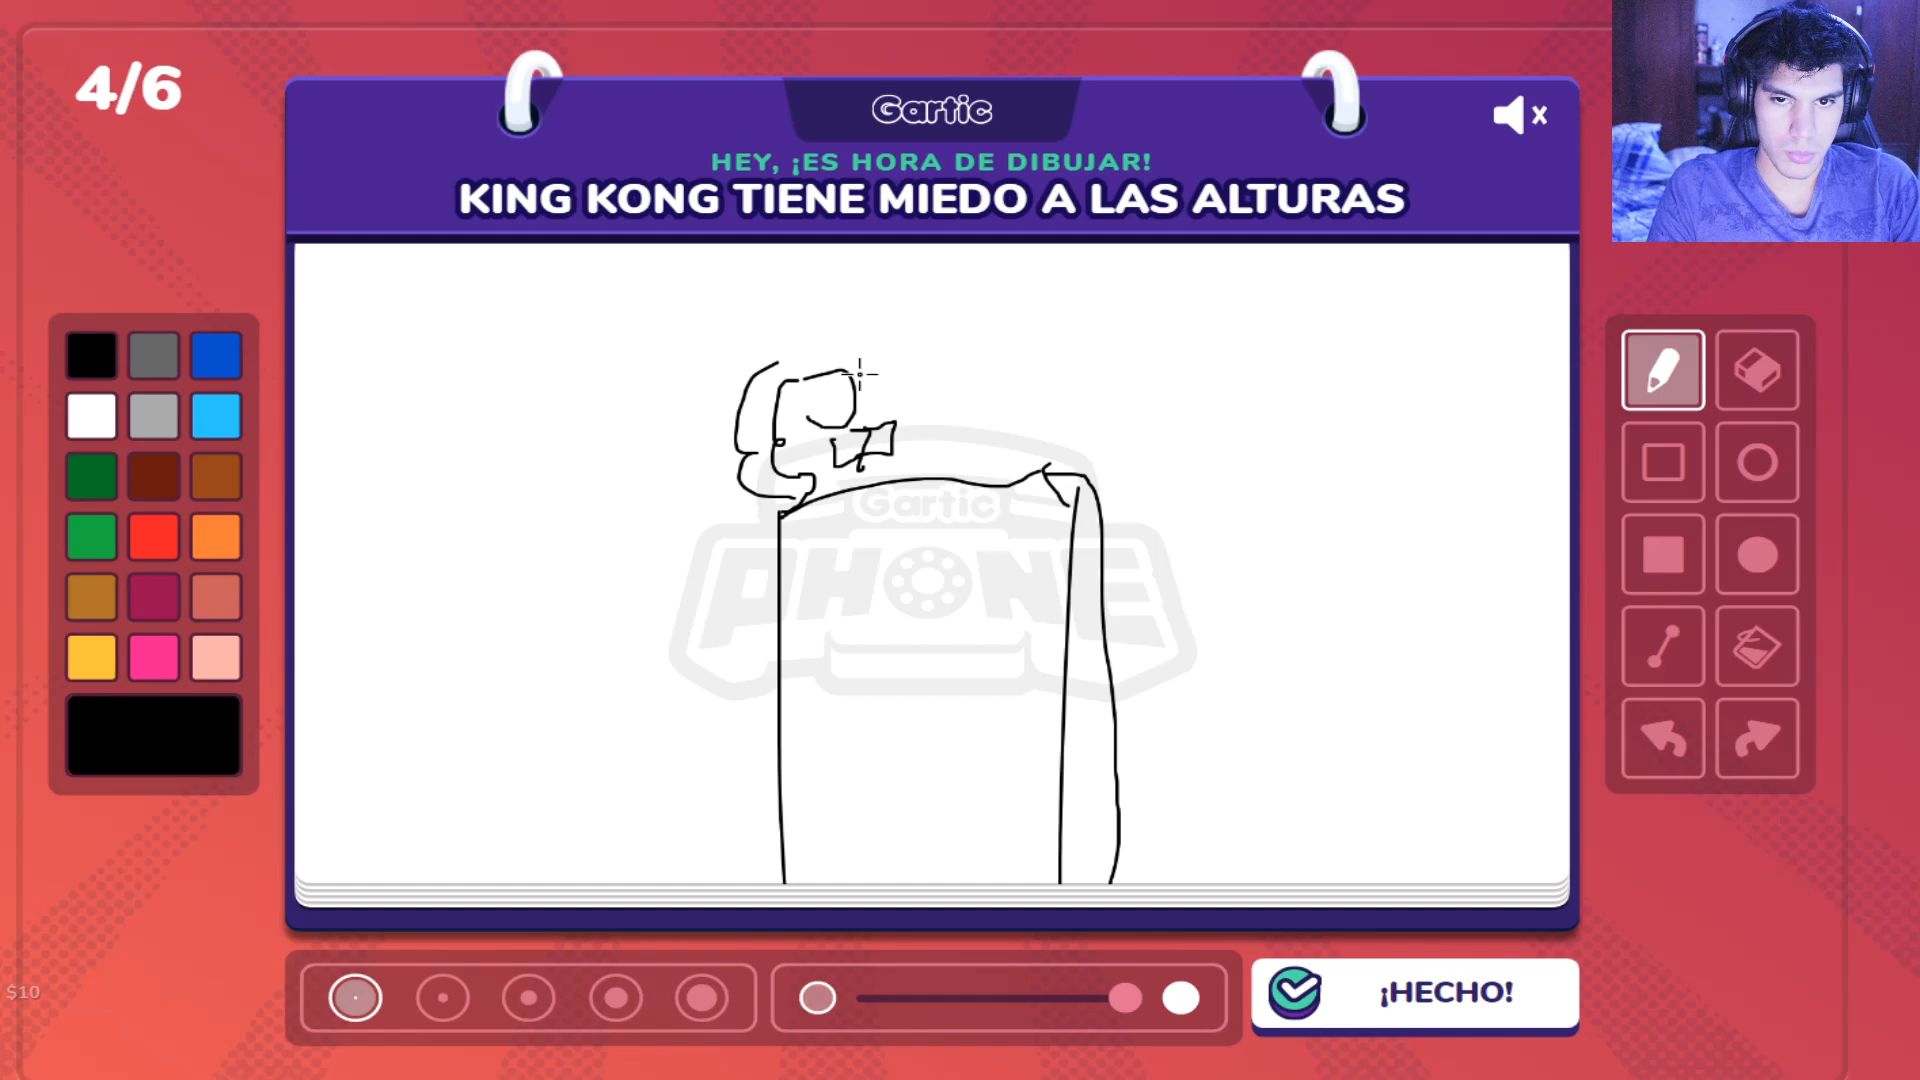 4/6
Gartic
HEY, ¡ES HORA DE DIBUJAR!
KING KONG TIENE MIEDO A LAS ALTURAS
Gartic
PHONE
$10
¡HECHO!